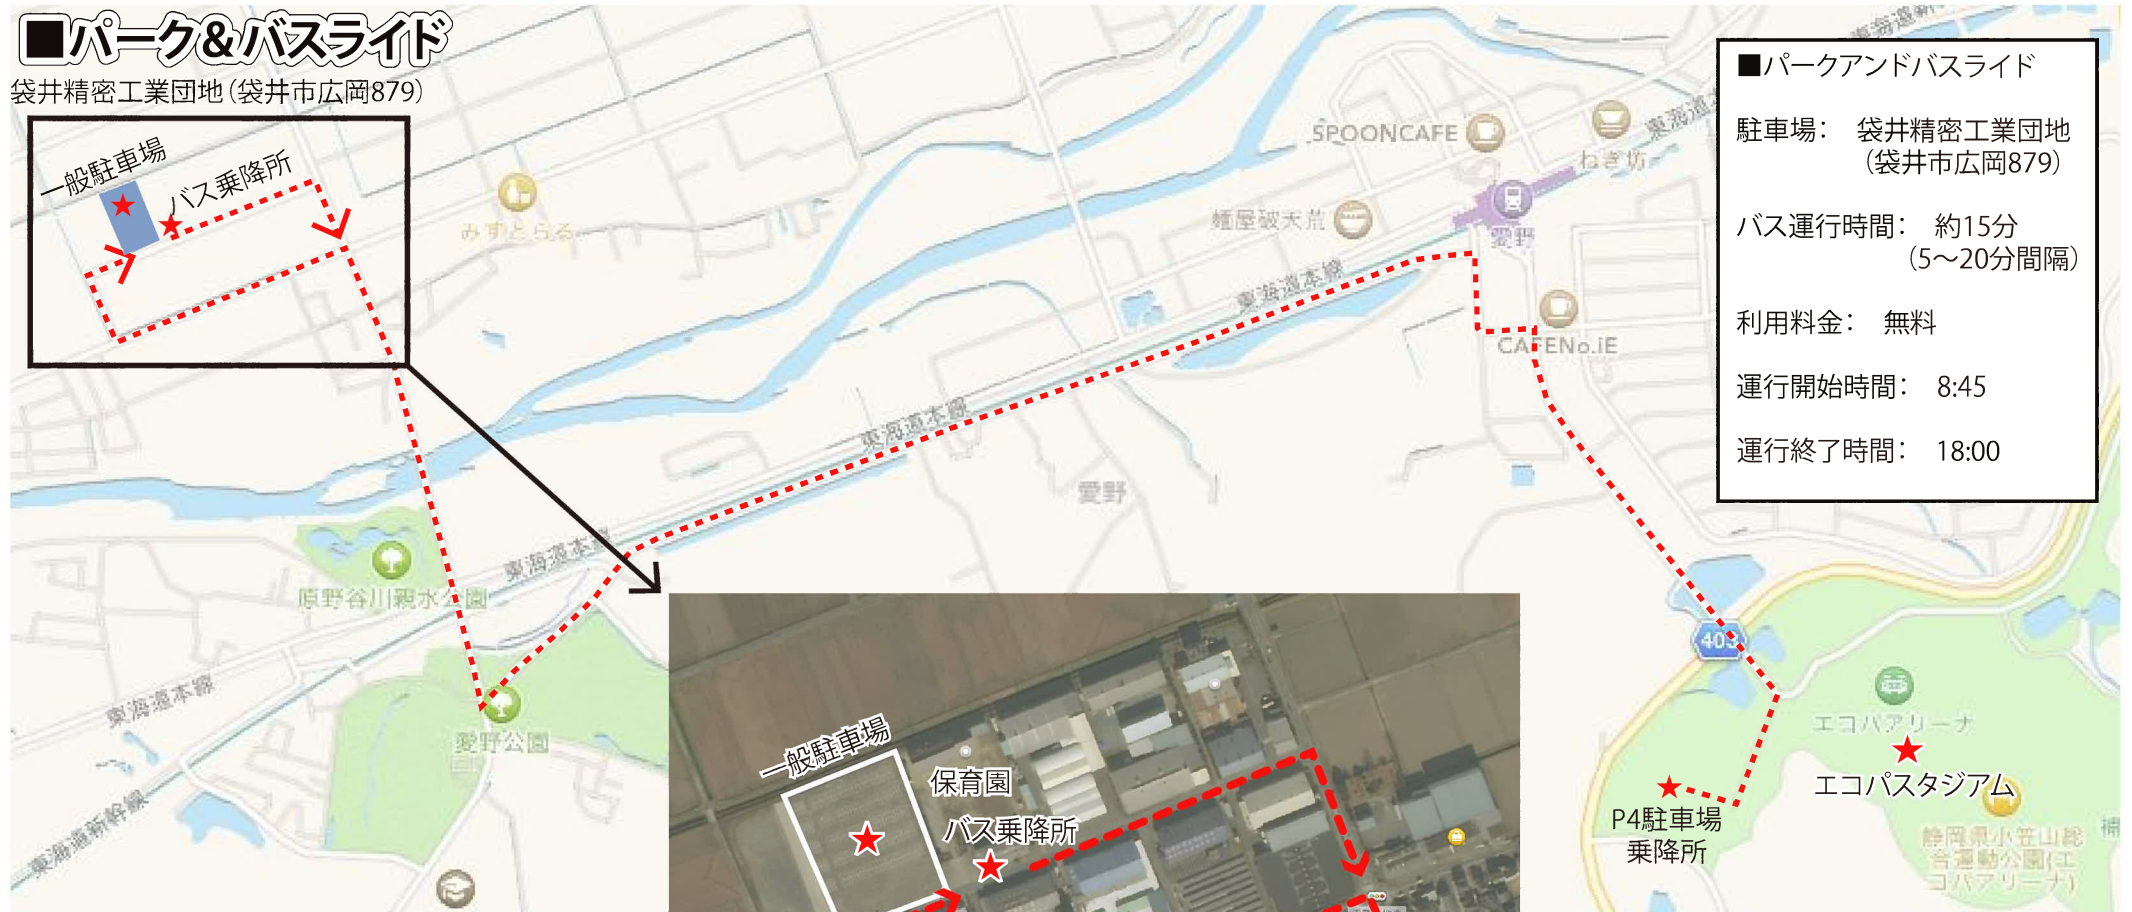 ■パーク&バスライド
袋井精密工業団地(袋井市広岡879)
一般駐車場
バス乗降所
みすとらる
SPOONCAFE
ねき坊
麺屋破天荒
愛野
CAFENo.iE
東海道新
東海道本
東海道本線
東海道本線
東海道本線
東海道本線
東海道新幹線
愛野
原野谷川親水公園
愛野公園
■パークアンドバスライド
駐車場: 袋井精密工業団地
(袋井市広岡879)
バス運行時間: 約15分
(5〜20分間隔)
利用料金: 無料
運行開始時間: 8:45
運行終了時間: 18:00
403
エコパアリーナ
エコパスタジアム
P4駐車場
乗降所
静岡県小笠山総
合運動公園(エ
コパアリーナ)
一般駐車場
保育園
バス乗降所